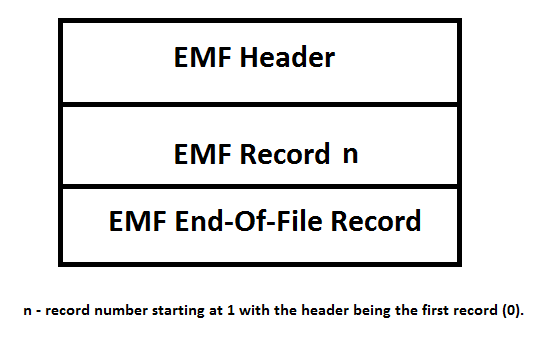 EMF Header
EMF Record n
EMF End-Of-File Record
n - record number starting at 1 with the header being the first record (0).